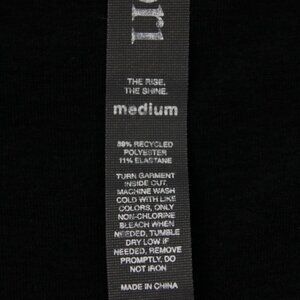 THE RISE.
THE SHINE.
medium
89% RECYCLED
POLYESTER
11% ELASTANE
TURN GARMENT
INSIDE OUT,
MACHINE WASH
COLD WITH LIKE
COLORS, ONLY
NON-CHLORINE
BLEACH WHEN
NEEDED, TUMBLE
DRY LOW IF
NEEDED, REMOVE
PROMPTLY, DO
NOT IRON
MADE IN CHINA